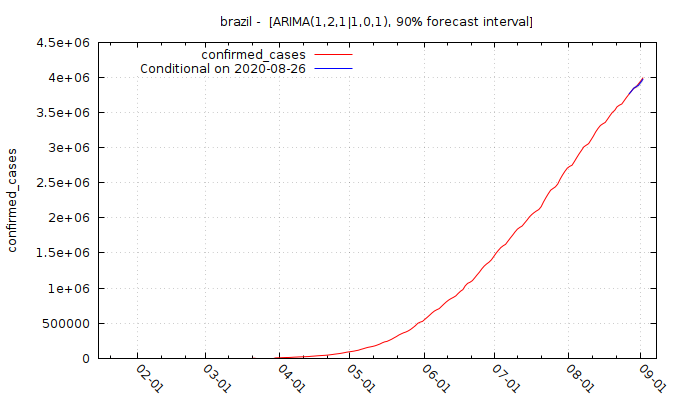 brazil -  [ARIMA(1,2,1|1,0,1), 90% forecast interval]
confirmed_cases
Conditional on 2020-08-26
confirmed_cases
4.5e+06
4e+06
3.5e+06
3e+06
2.5e+06
2e+06
1.5e+06
1e+06
500000
0
02-01
03-01
04-01
05-01
06-01
07-01
08-01
09-01